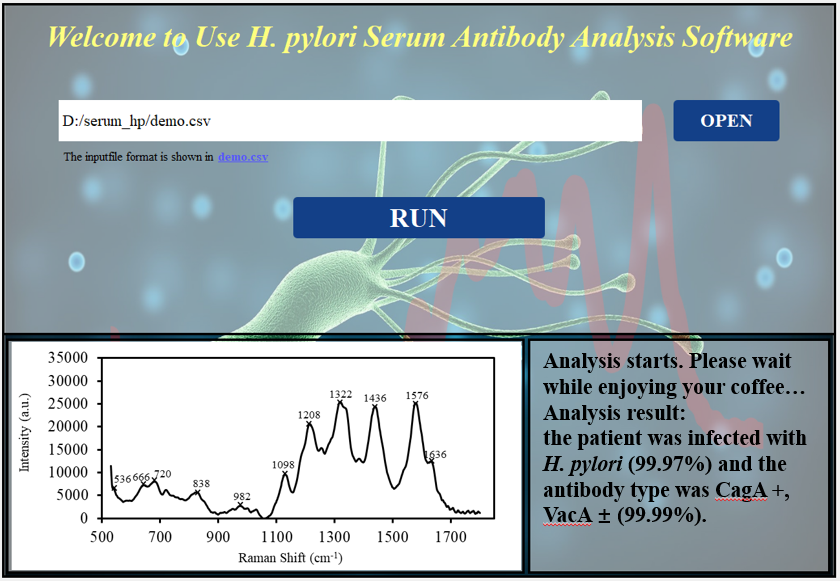 Welcome to Use H. pylori Serum Antibody Analysis Software
D:/serum_hp/demo.csv
OPEN
The inputfile format is shown in demo.csv
RUN
35000
30000
25000
20000
15000
10000
5000
0
Intensity (a.u.)
536
666
720
838
982
1098
1208
1322
1436
1576
1636
500 700 900 1100 1300 1500 1700
Raman Shift (cm⁻¹)
Analysis starts. Please wait
while enjoying your coffee…
Analysis result:
the patient was infected with
H. pylori (99.97%) and the
antibody type was CagA +,
VacA ± (99.99%).